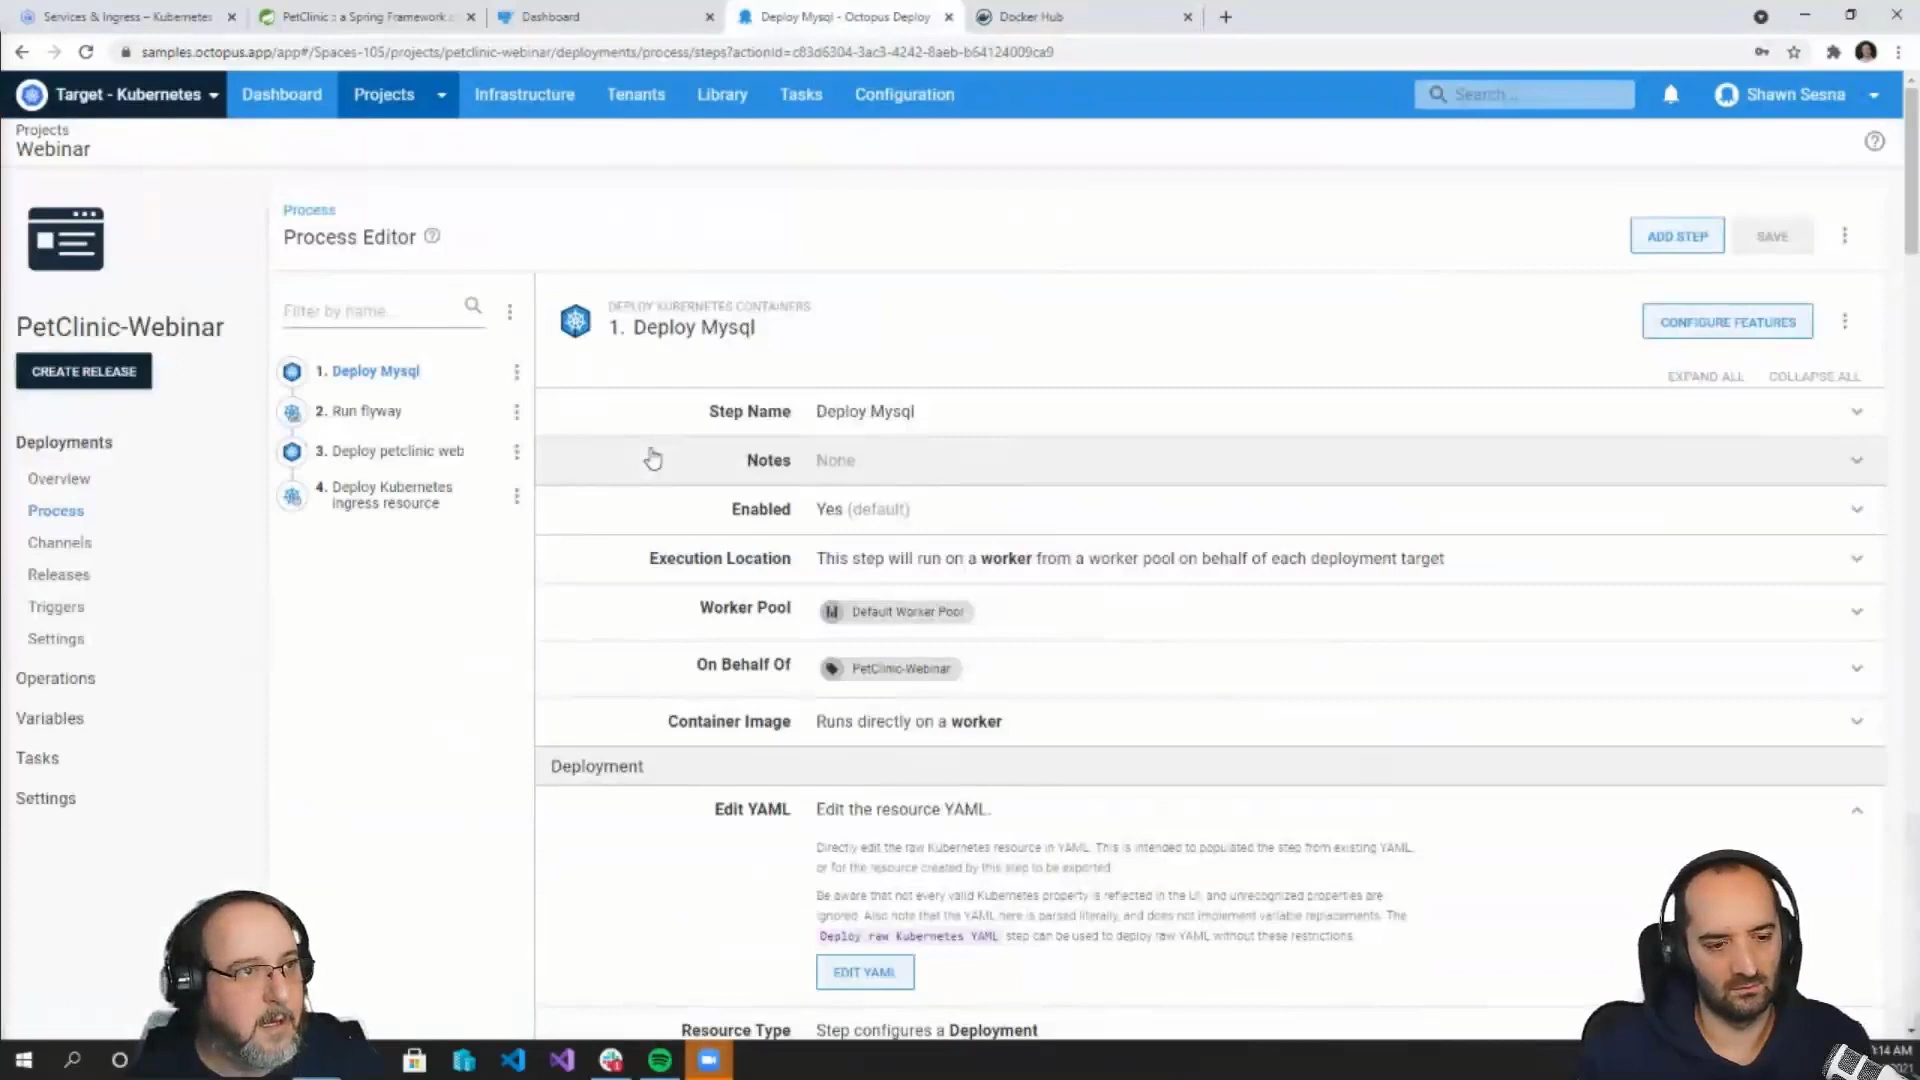 Services & Ingress – Kubernetes
PetClinic :: a Spring Framework
Dashboard
Deploy Mysql - Octopus Deploy
Docker Hub
samples.octopus.app/app#/Spaces-105/projects/petclinic-webinar/deployments/process/steps?actionId=c83d6304-3ac3-4242-8aeb-b64124009ca9
Target - Kubernetes
Dashboard
Projects
Infrastructure
Tenants
Library
Tasks
Configuration
Search...
Shawn Sesna
Projects
Webinar
PetClinic-Webinar
CREATE RELEASE
Deployments
Overview
Process
Channels
Releases
Triggers
Settings
Operations
Variables
Tasks
Settings
Process
Process Editor
ADD STEP
SAVE
Filter by name...
1. Deploy Mysql
2. Run flyway
3. Deploy petclinic web
4. Deploy Kubernetes
ingress resource
DEPLOY KUBERNETES CONTAINERS
1. Deploy Mysql
CONFIGURE FEATURES
EXPAND ALL
COLLAPSE ALL
Step Name
Deploy Mysql
Notes
None
Enabled
Yes (default)
Execution Location
This step will run on a worker from a worker pool on behalf of each deployment target
Worker Pool
Default Worker Pool
On Behalf Of
PetClinic-Webinar
Container Image
Runs directly on a worker
Deployment
Edit YAML
Edit the resource YAML.
Directly edit the raw Kubernetes resource in YAML. This is intended to populated the step from existing YAML,
or for the resource created by this step to be exported.
Be aware that not every valid Kubernetes property is reflected in the UI, and unrecognized properties are
ignored. Also note that the YAML here is parsed literally, and does not implement variable replacements. The
Deploy raw Kubernetes YAML step can be used to deploy raw YAML without these restrictions.
EDIT YAML
Resource Type
Step configures a Deployment
:14 AM
2021